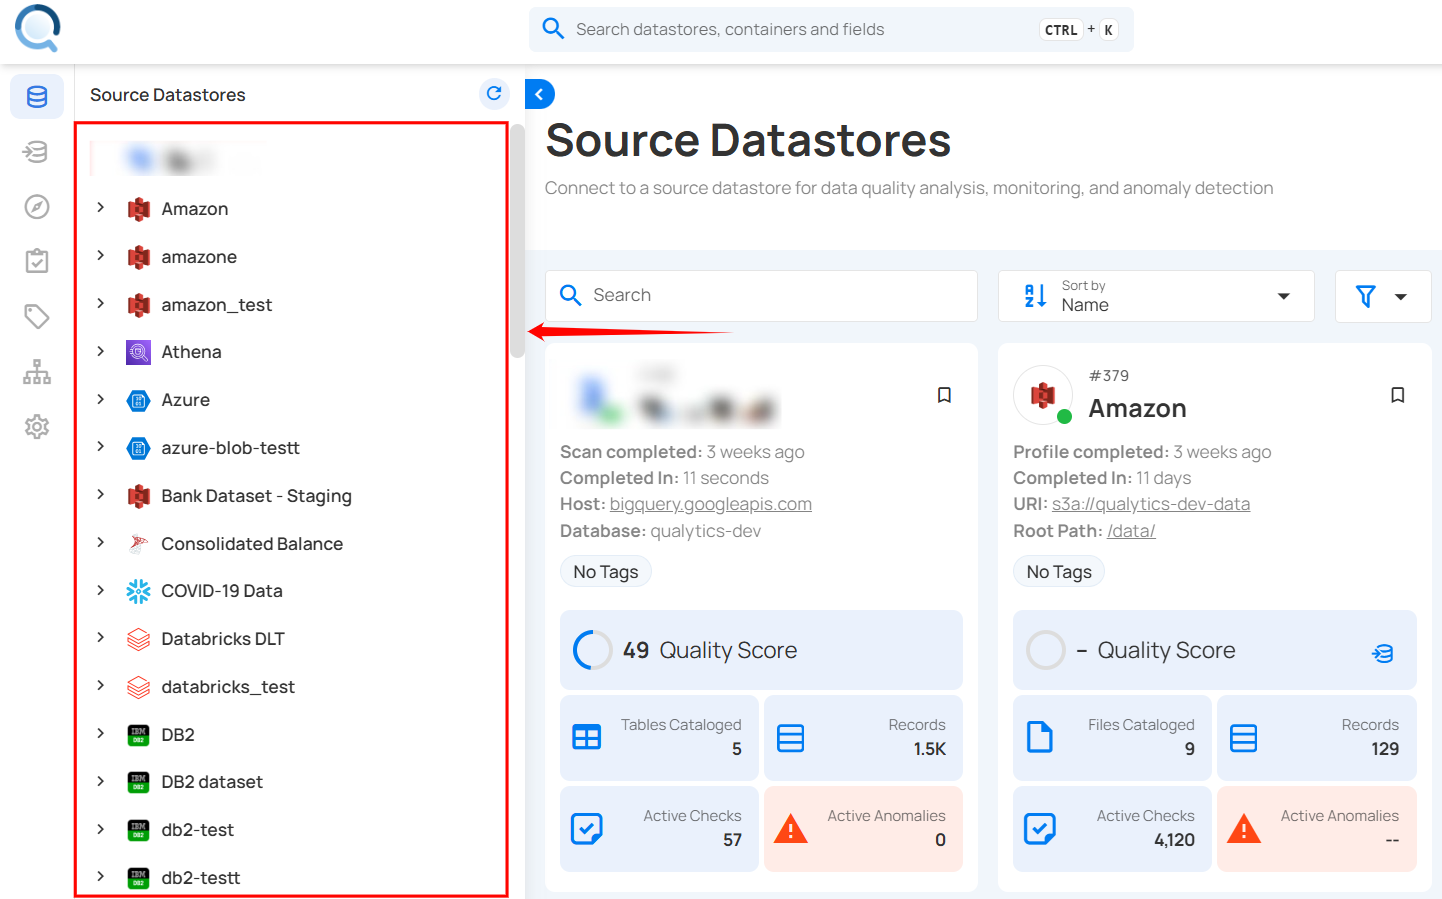 Search datastores, containers and fields
CTRL + K
Source Datastores
Amazon
amazone
amazon_test
Athena
Azure
azure-blob-testt
Bank Dataset - Staging
Consolidated Balance
COVID-19 Data
Databricks DLT
databricks_test
DB2
DB2 dataset
db2-test
db2-testt
Source Datastores
Connect to a source datastore for data quality analysis, monitoring, and anomaly detection
Search
Sort by
Name
Scan completed: 3 weeks ago
Completed In: 11 seconds
Host: bigquery.googleapis.com
Database: qualytics-dev
No Tags
49 Quality Score
Tables Cataloged
5
Records
1.5K
Active Checks
57
Active Anomalies
0
#379
Amazon
Profile completed: 3 weeks ago
Completed In: 11 days
URI: s3a://qualytics-dev-data
Root Path: /data/
No Tags
– Quality Score
Files Cataloged
9
Records
129
Active Checks
4,120
Active Anomalies
--